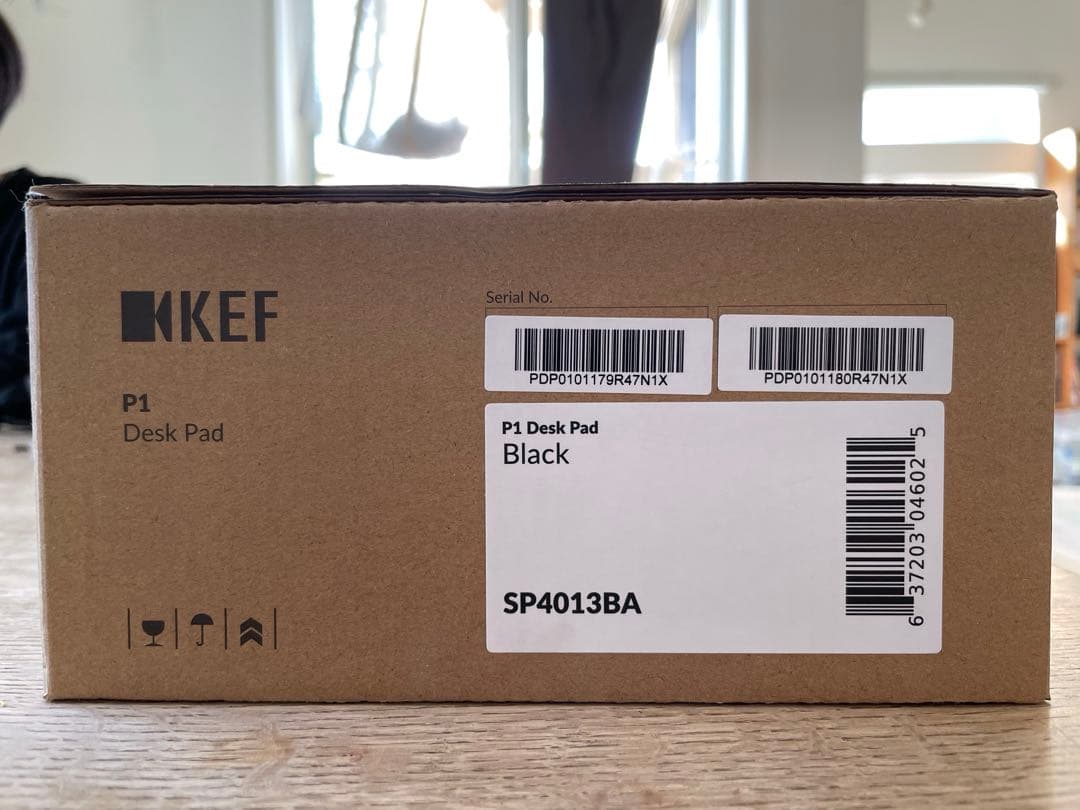 KEF
P1
Desk Pad
Serial No.
PDP0101179R47N1X
PDP0101180R47N1X
P1 Desk Pad
Black
SP4013BA
6 37203 04602 5